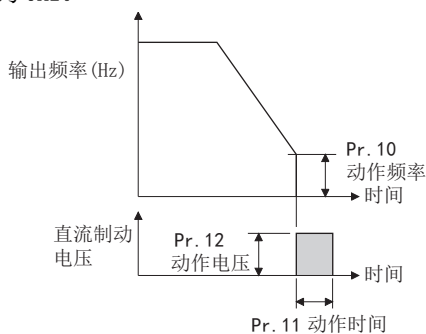 输出频率(Hz)
Pr.10
动作频率
时间
直流制动
电压
Pr.12
动作电压
时间
Pr.11 动作时间